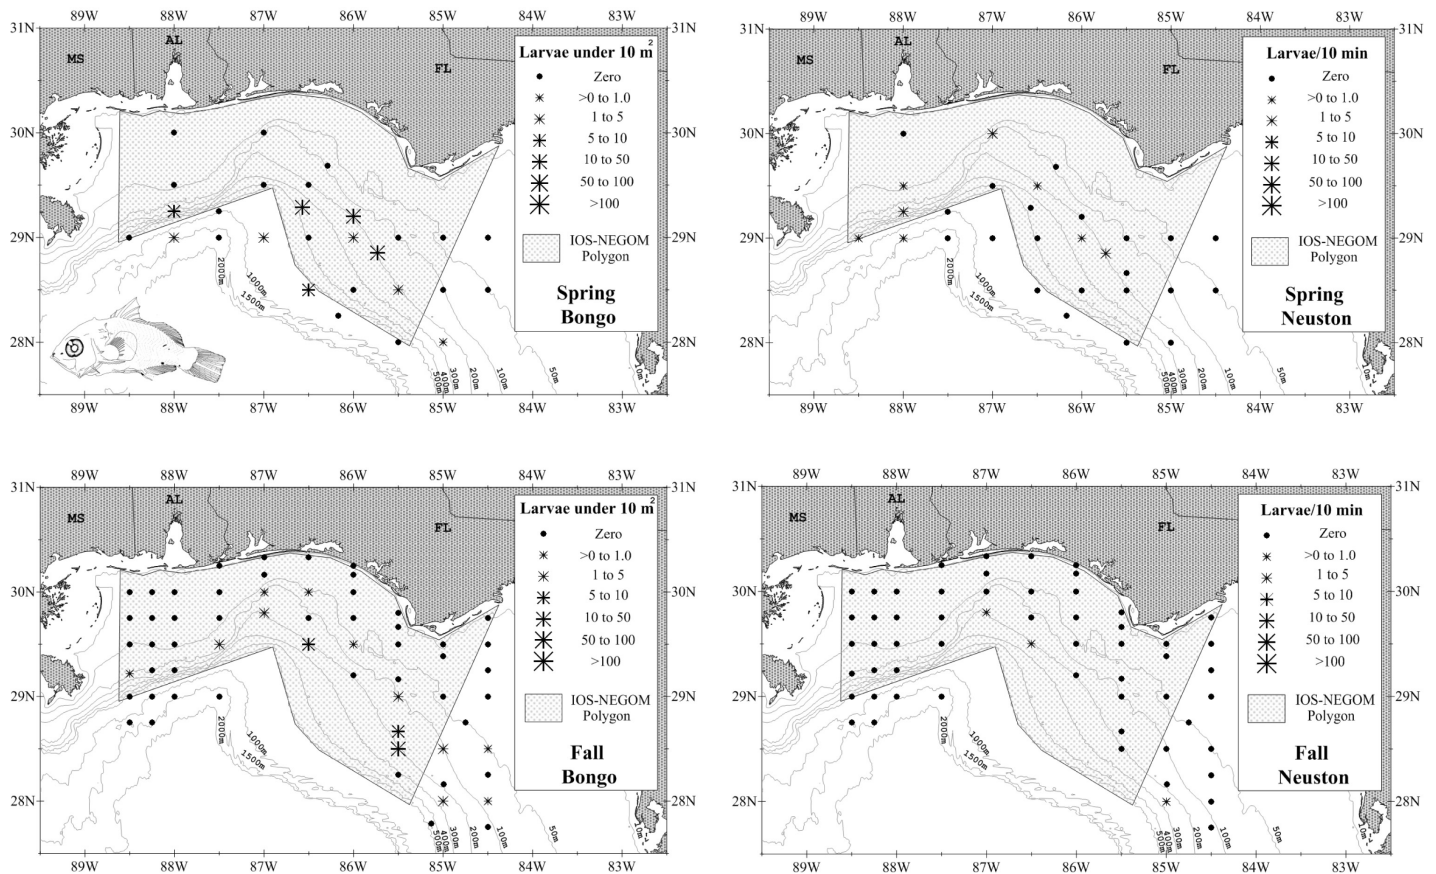 89W 88W 87W 86W 85W 84W 83W
31N
30N
29N
28N
31N
30N
29N
28N
89W 88W 87W 86W 85W 84W 83W
MS
AL
FL
Larvae under 10 m²
Zero
>0 to 1.0
1 to 5
5 to 10
10 to 50
50 to 100
>100
IOS-NEGOM
Polygon
Spring
Bongo
2000m
1000m
1500m
500m
400m
300m
200m
100m
50m
10m
89W 88W 87W 86W 85W 84W 83W
31N
30N
29N
28N
31N
30N
29N
28N
89W 88W 87W 86W 85W 84W 83W
MS
AL
FL
Larvae/10 min
Zero
>0 to 1.0
1 to 5
5 to 10
10 to 50
50 to 100
>100
IOS-NEGOM
Polygon
Spring
Neuston
2000m
1000m
1500m
500m
400m
300m
200m
100m
50m
10m
89W 88W 87W 86W 85W 84W 83W
31N
30N
29N
28N
31N
30N
29N
28N
89W 88W 87W 86W 85W 84W 83W
MS
AL
FL
Larvae under 10 m²
Zero
>0 to 1.0
1 to 5
5 to 10
10 to 50
50 to 100
>100
IOS-NEGOM
Polygon
Fall
Bongo
2000m
1000m
1500m
500m
400m
300m
200m
100m
50m
10m
89W 88W 87W 86W 85W 84W 83W
31N
30N
29N
28N
31N
30N
29N
28N
89W 88W 87W 86W 85W 84W 83W
MS
AL
FL
Larvae/10 min
Zero
>0 to 1.0
1 to 5
5 to 10
10 to 50
50 to 100
>100
IOS-NEGOM
Polygon
Fall
Neuston
2000m
1000m
1500m
500m
400m
300m
200m
100m
50m
10m